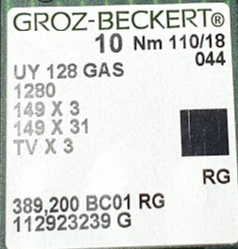 GROZ-BECKERT®
10 Nm 110/18
044
UY 128 GAS
1280
149 X 3
149 X 31
TV X 3
RG
389,200 BC01 RG
112923239 G